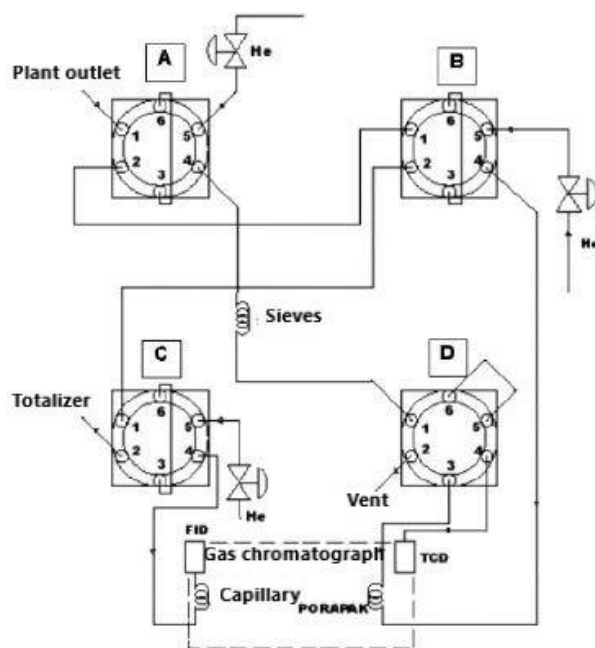 A
He
B
Plant outlet
6
1
5
2
4
3
6
1
5
2
4
3
He
Sieves
C
D
Totalizer
6
1
5
2
4
3
6
1
5
2
4
3
He
Vent
FID
Gas chromatograph
TCD
Capillary
PORAPAK